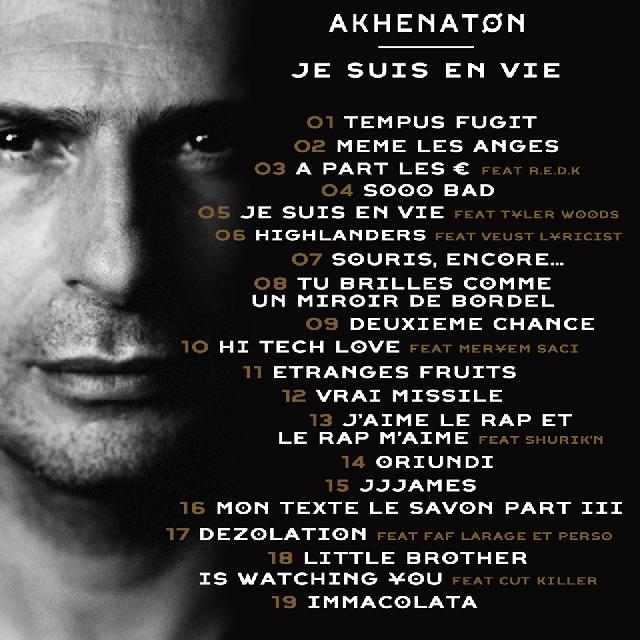 AKHENATØN
JE SUIS EN VIE
01 TEMPUS FUGIT
02 MEME LES ANGES
03 A PART LES € FEAT R.E.D.K
04 SOOO BAD
05 JE SUIS EN VIE FEAT TYLER WOODS
06 HIGHLANDERS FEAT VEUST LYRICIST
07 SOURIS, ENCORE...
08 TU BRILLES COMME
UN MIROIR DE BORDEL
09 DEUXIEME CHANCE
10 HI TECH LOVE FEAT MERYEM SACI
11 ETRANGES FRUITS
12 VRAI MISSILE
13 J'AIME LE RAP ET
LE RAP M'AIME FEAT SHURIK'N
14 ORIUNDI
15 JJJAMES
16 MON TEXTE LE SAVON PART III
17 DEZOLATION FEAT FAF LARAGE ET PERSO
18 LITTLE BROTHER
IS WATCHING YOU FEAT CUT KILLER
19 IMMACOLATA